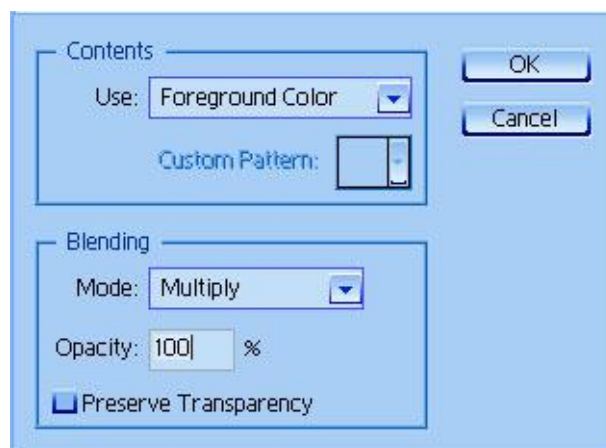 Contents
Use: Foreground Color
Custom Pattern:
OK
Cancel
Blending
Mode: Multiply
Opacity: 100 %
Preserve Transparency